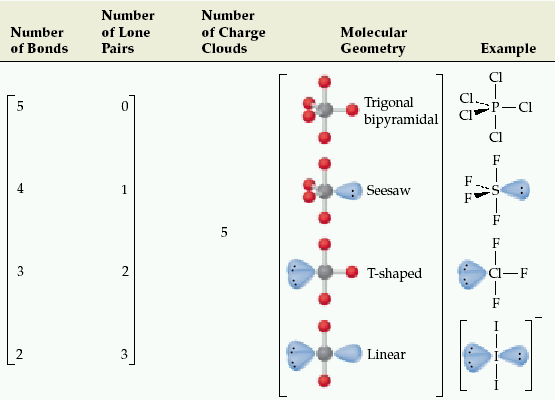 Number of Bonds
Number of Lone Pairs
Number of Charge Clouds
Molecular Geometry
Example
5
0
Trigonal bipyramidal
Cl
Cl
Cl
P—Cl
Cl
4
1
Seesaw
F
F
F
S
F
5
3
2
T-shaped
F
Cl—F
F
2
3
Linear
I
I
I
−